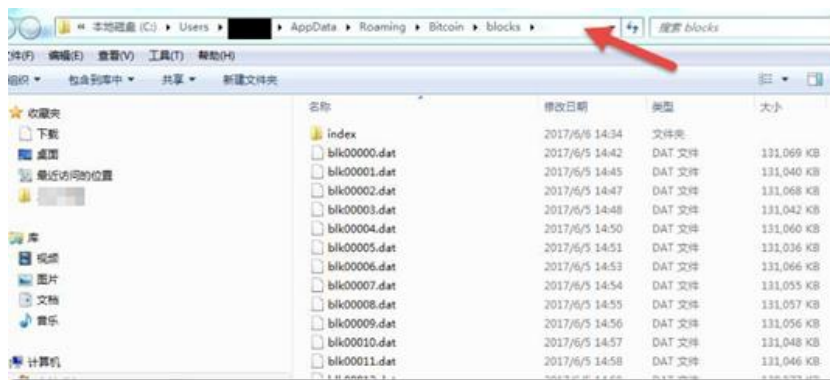 « 本地磁盘 (C:) ▸ Users ▸ ▸ AppData ▸ Roaming ▸ Bitcoin ▸ blocks ▸ 搜索 blocks
件(F) 编辑(E) 查看(V) 工具(T) 帮助(H)
组织 包含到库中 共享 新建文件夹
收藏夹
下载
桌面
最近访问的位置
库
视频
图片
文档
音乐
计算机
名称 修改日期 类型 大小
index 2017/6/6 14:34 文件夹
blk00000.dat 2017/6/5 14:42 DAT 文件 131,069 KB
blk00001.dat 2017/6/5 14:45 DAT 文件 131,040 KB
blk00002.dat 2017/6/5 14:47 DAT 文件 131,068 KB
blk00003.dat 2017/6/5 14:48 DAT 文件 131,042 KB
blk00004.dat 2017/6/5 14:50 DAT 文件 131,060 KB
blk00005.dat 2017/6/5 14:51 DAT 文件 131,036 KB
blk00006.dat 2017/6/5 14:53 DAT 文件 131,066 KB
blk00007.dat 2017/6/5 14:54 DAT 文件 131,055 KB
blk00008.dat 2017/6/5 14:55 DAT 文件 131,057 KB
blk00009.dat 2017/6/5 14:56 DAT 文件 131,056 KB
blk00010.dat 2017/6/5 14:57 DAT 文件 131,048 KB
blk00011.dat 2017/6/5 14:58 DAT 文件 131,046 KB